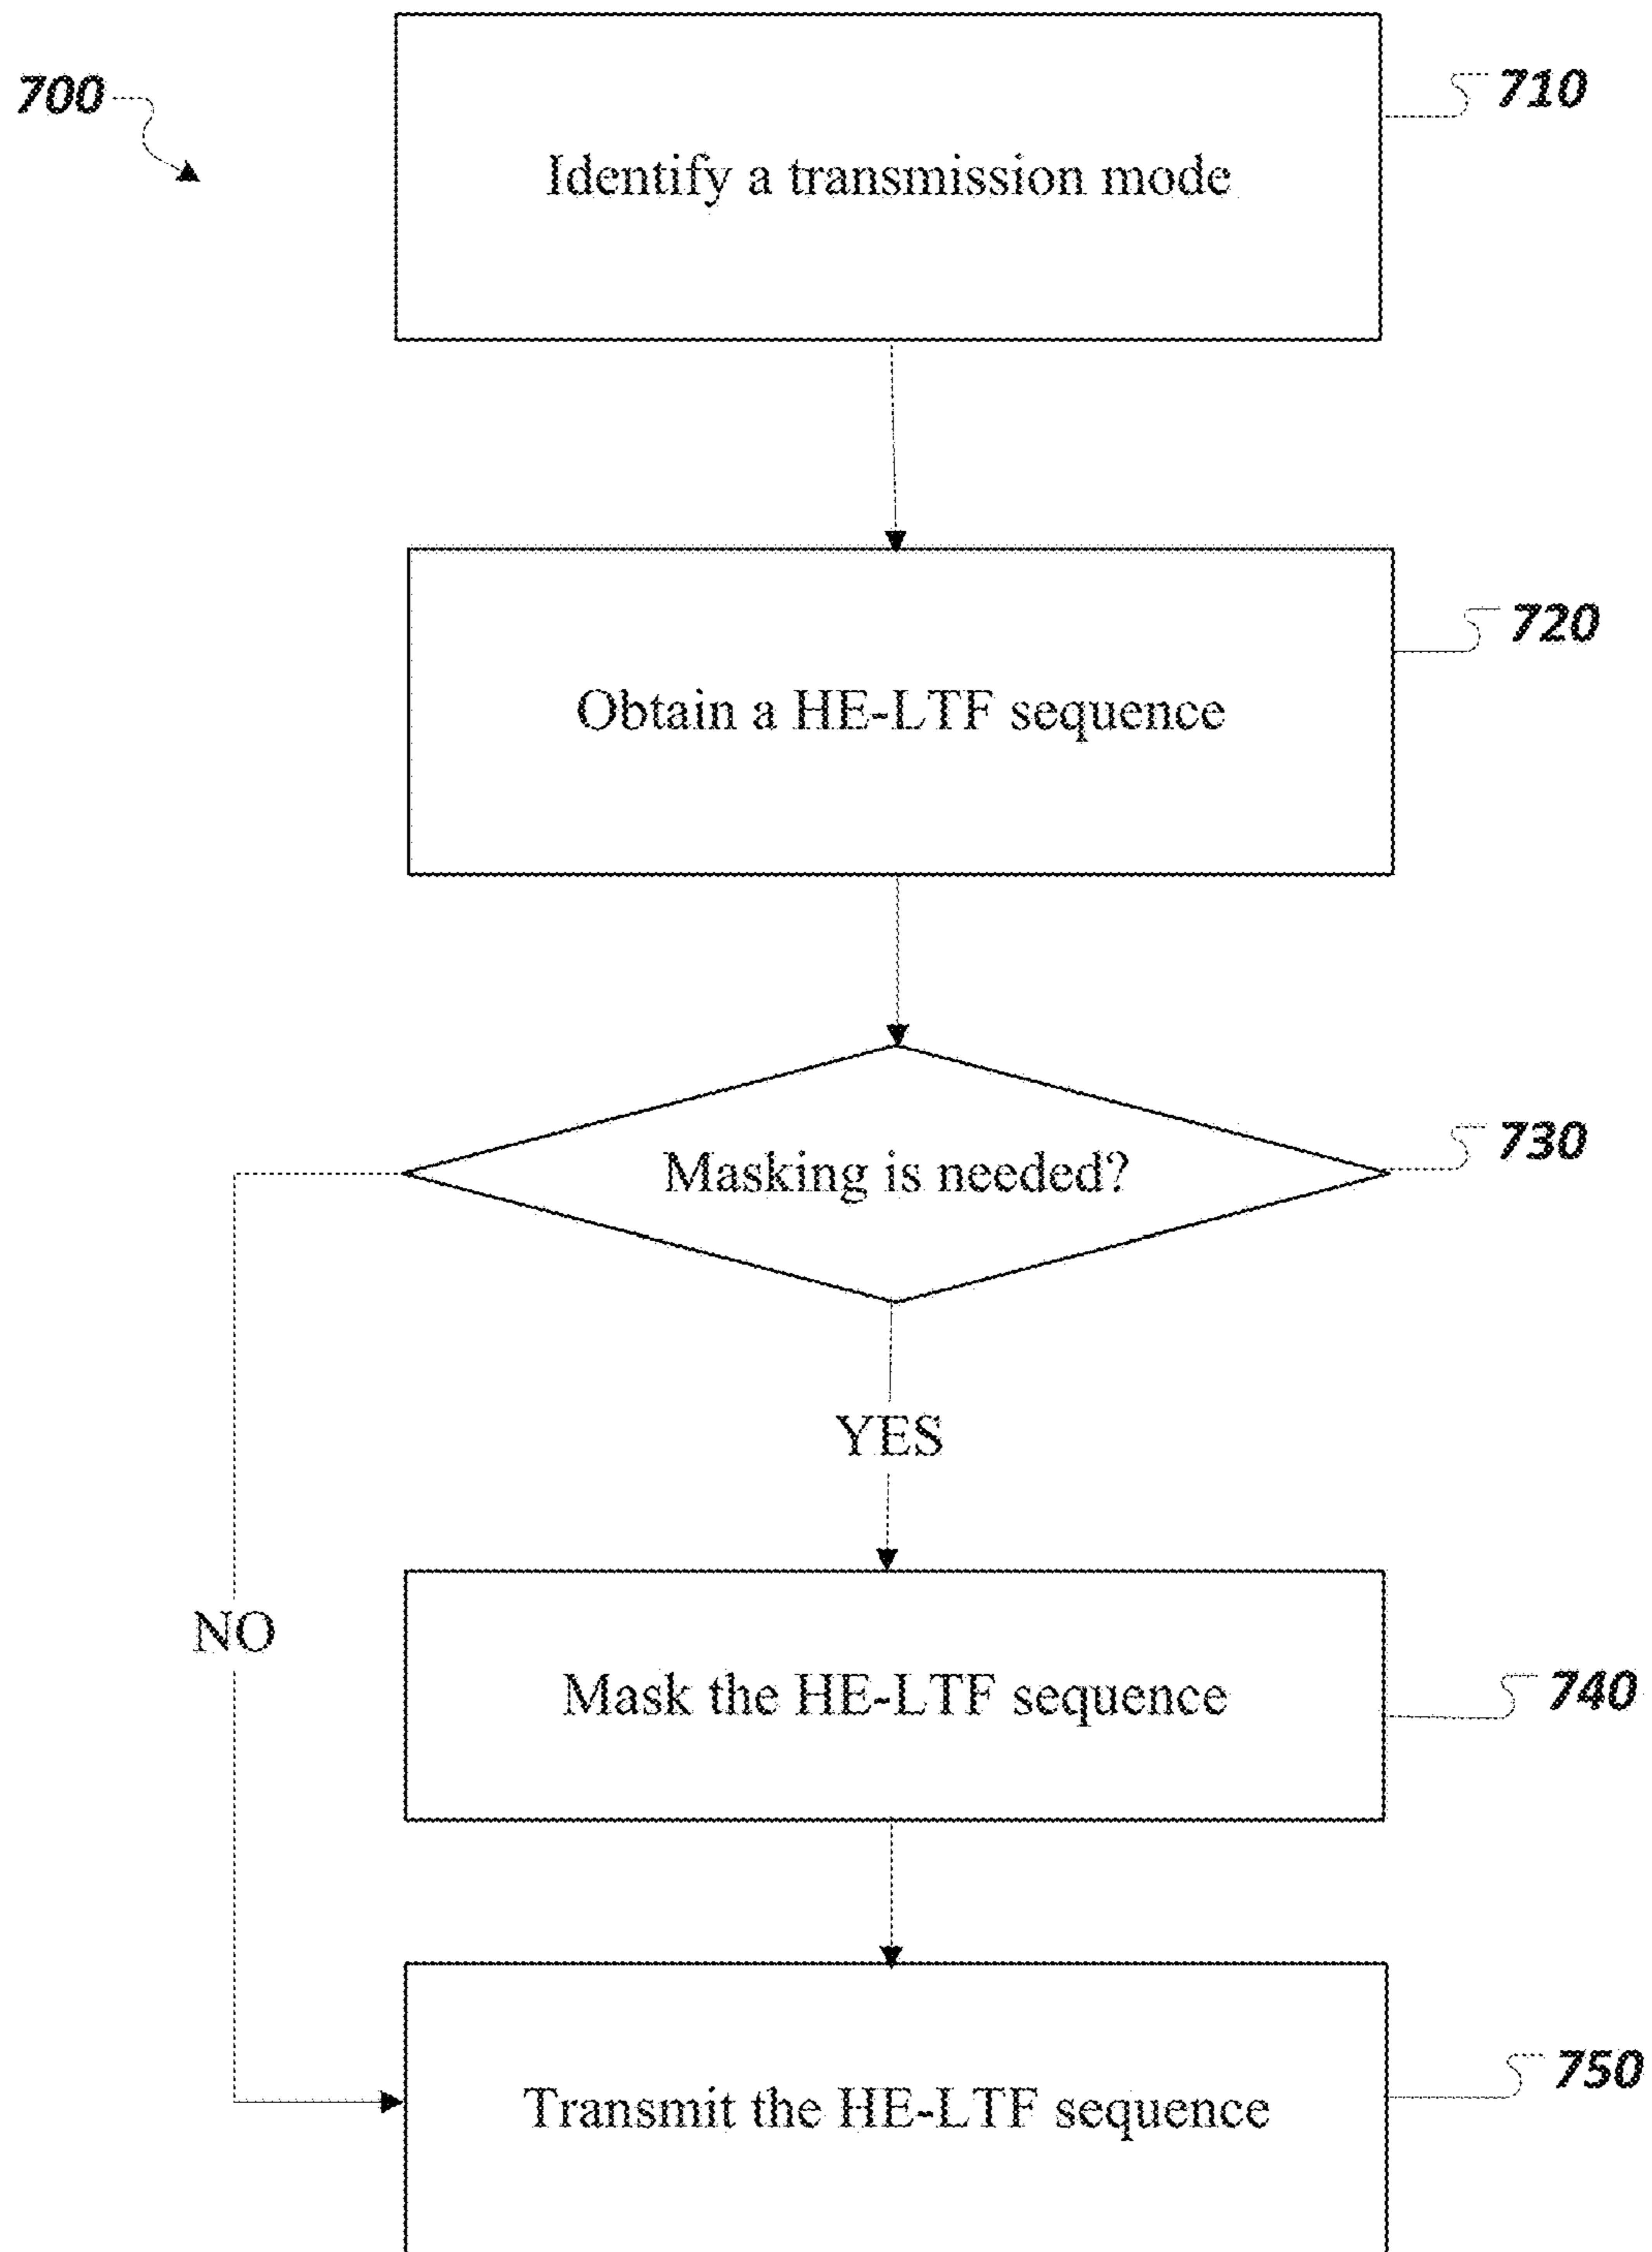 700
710
Identify a transmission mode
720
Obtain a HE-LTF sequence
730
Masking is needed?
YES
NO
Mask the HE-LTF sequence
740
750
Transmit the HE-LTF sequence